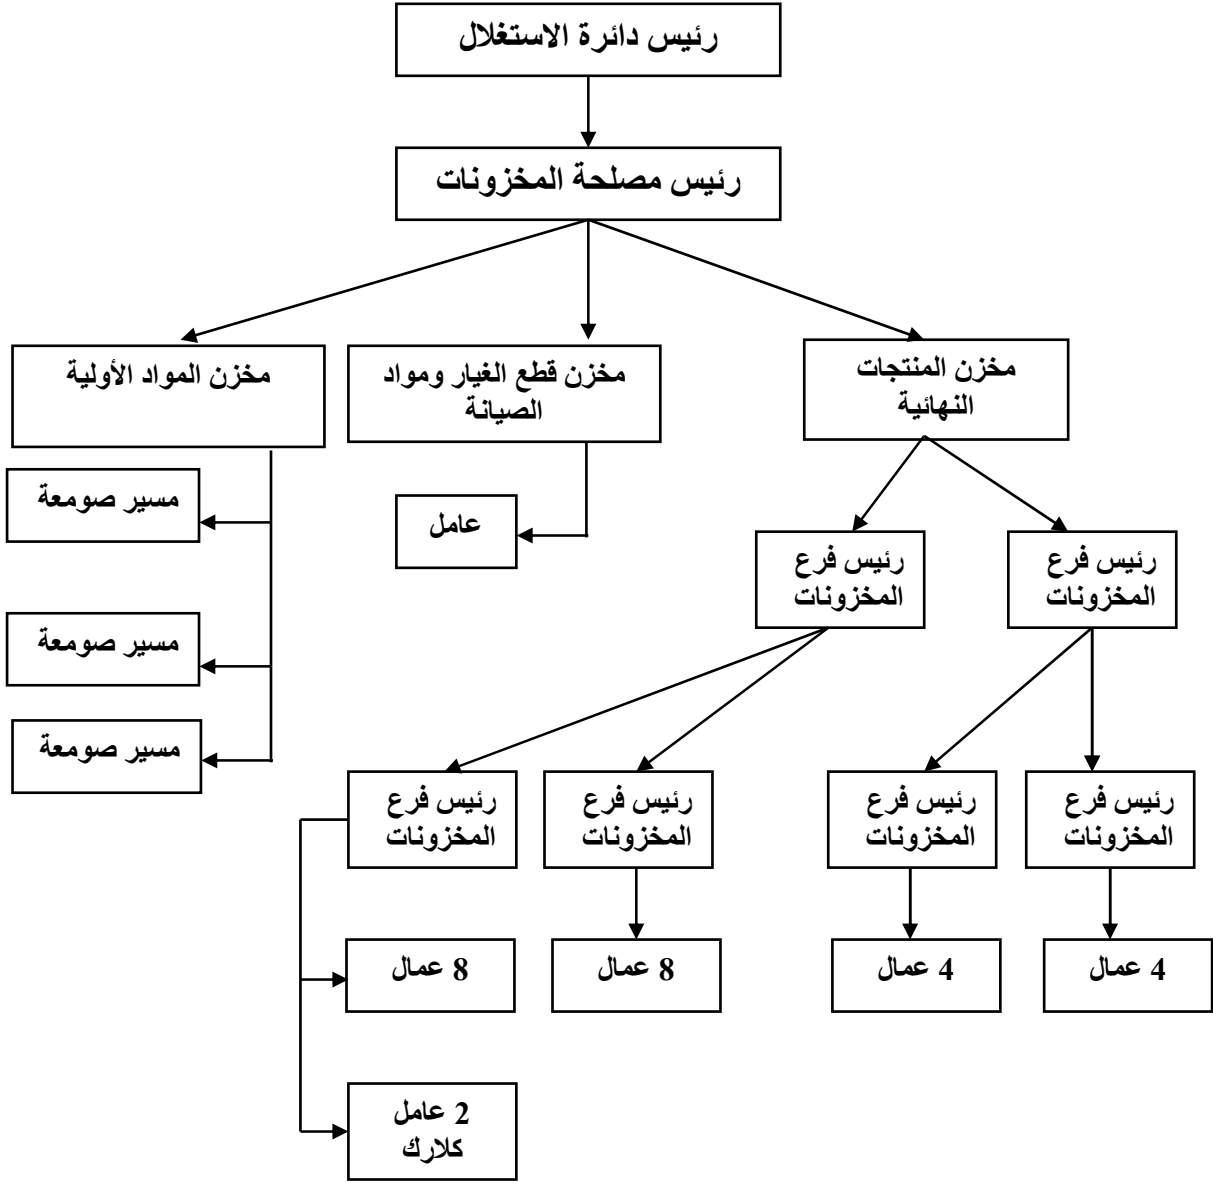 رئيس دائرة الاستغلال
رئيس مصلحة المخزونات
مخزن المنتجات
النهائية
مخزن قطع الغيار ومواد
الصيانة
مخزن المواد الأولية
مسير صومعة
عامل
رئيس فرع
المخزونات
رئيس فرع
المخزونات
مسير صومعة
مسير صومعة
رئيس فرع
المخزونات
رئيس فرع
المخزونات
رئيس فرع
المخزونات
رئيس فرع
المخزونات
4 عمال
4 عمال
8 عمال
8 عمال
2 عامل
كلارك